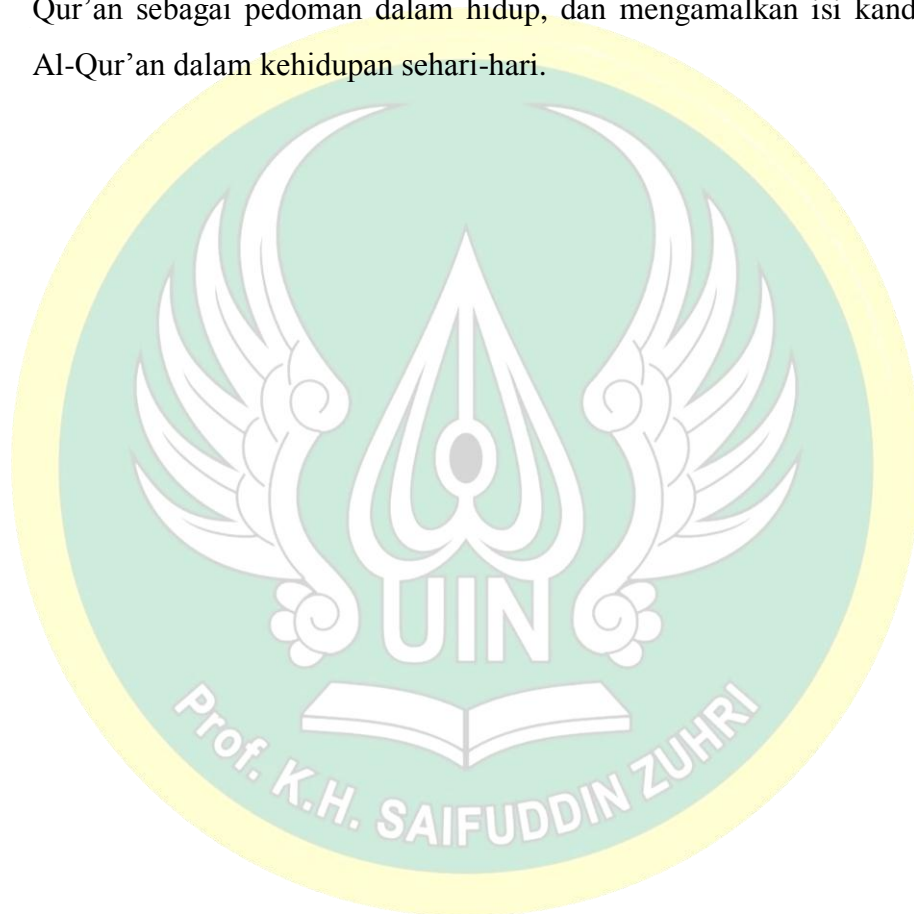 Qur’an sebagai pedoman dalam hidup, dan mengamalkan isi
Al-Qur’an dalam kehidupan sehari-hari.
UIN
Prof. K.H. SAIFUDDIN ZUHRI